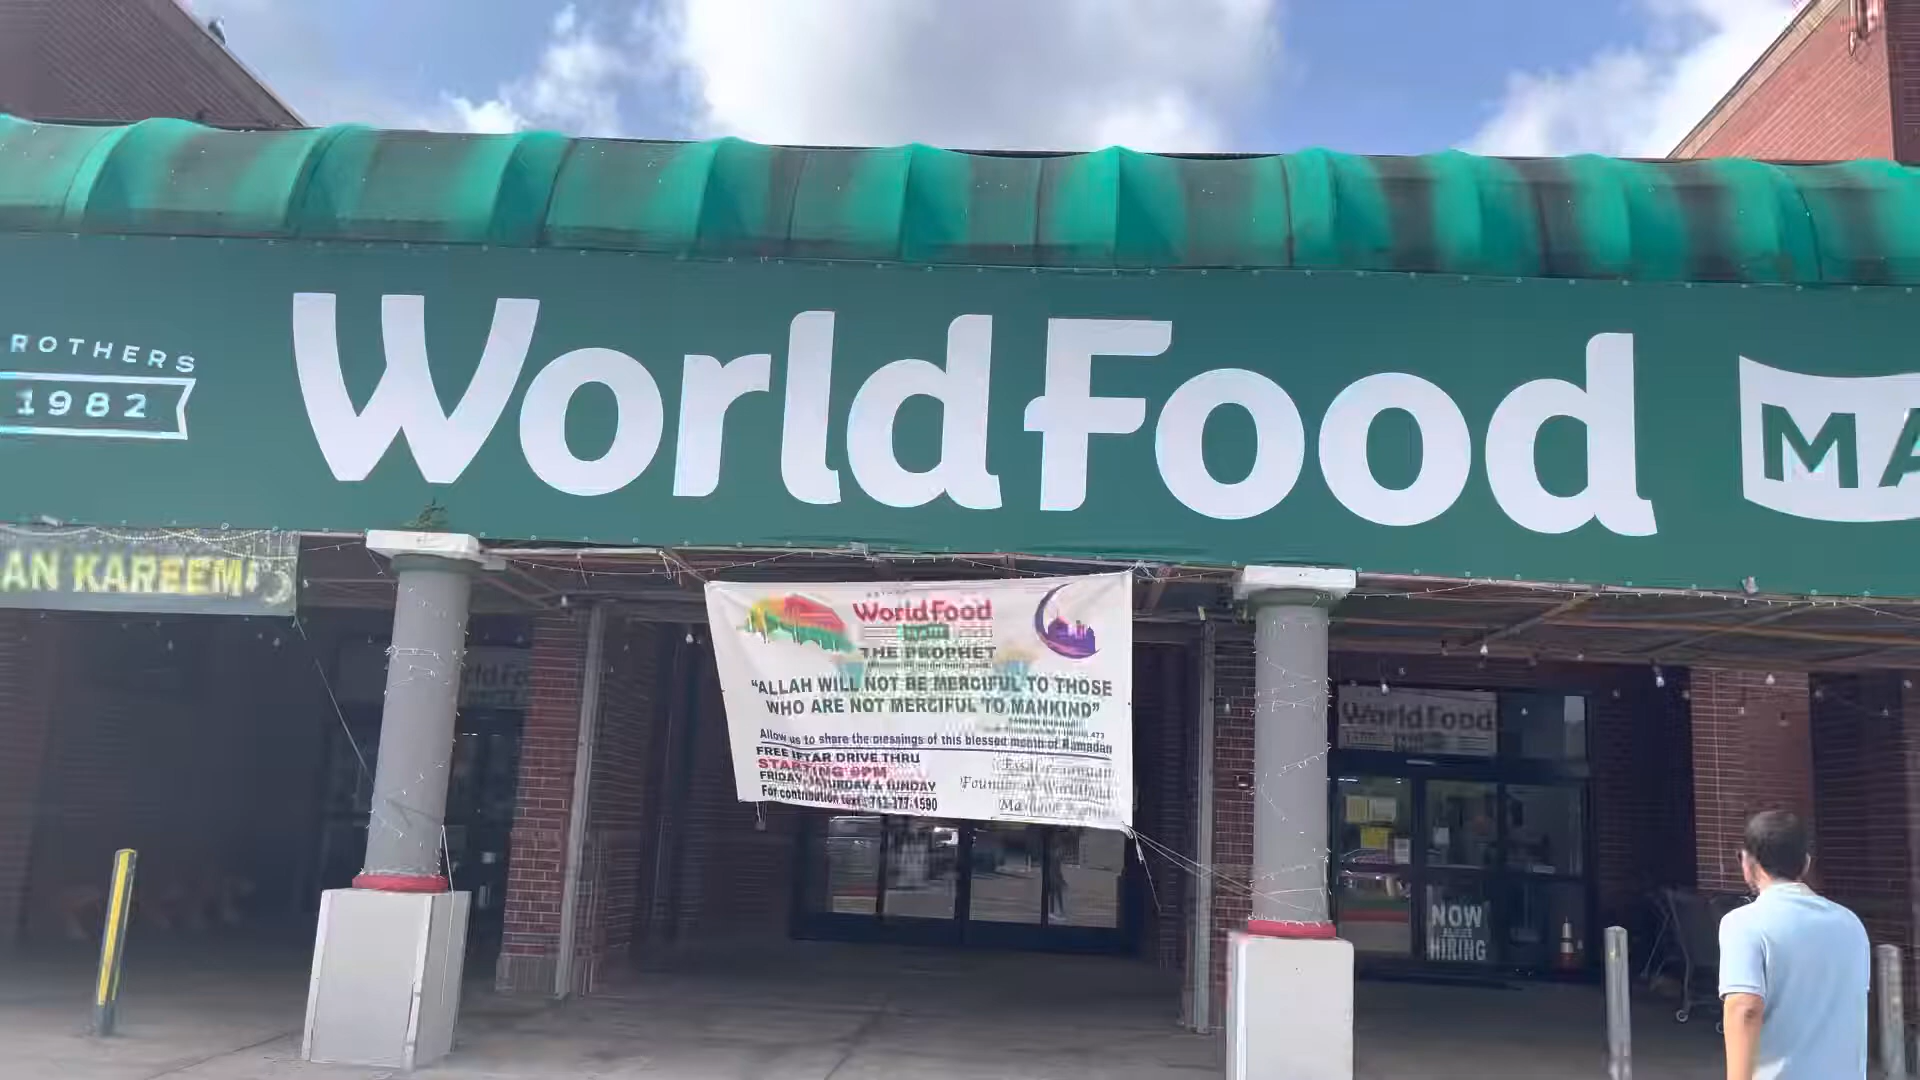 ROTHERS
1982
WorldFood
MA
AN KAREEM
WorldFood
THE PROPHET
"ALLAH WILL NOT BE MERCIFUL TO THOSE
WHO ARE NOT MERCIFUL TO MANKIND"
Allow us to share the blessings of this blessed month of Ramadan
FREE IFTAR DRIVE THRU
STARTING
FRIDAY SATURDAY & SUNDAY
For contribution text
WorldFood
NOW
HIRING